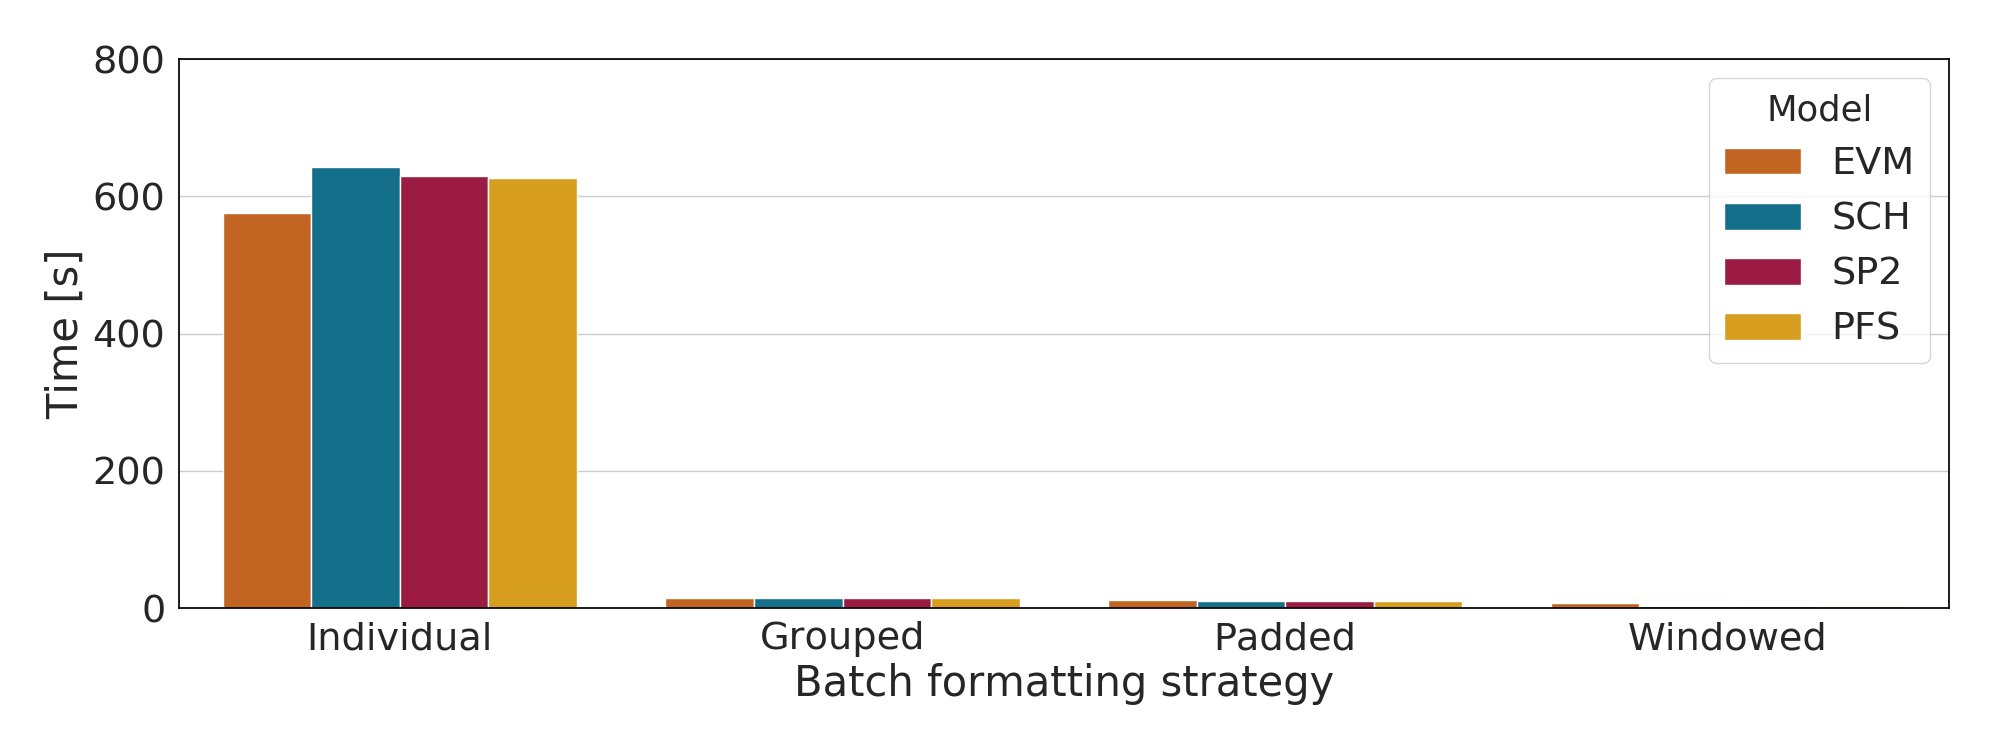 800
600
400
200
0
Time [s]
Model
EVM
SCH
SP2
PFS
Individual
Grouped
Padded
Windowed
Batch formatting strategy